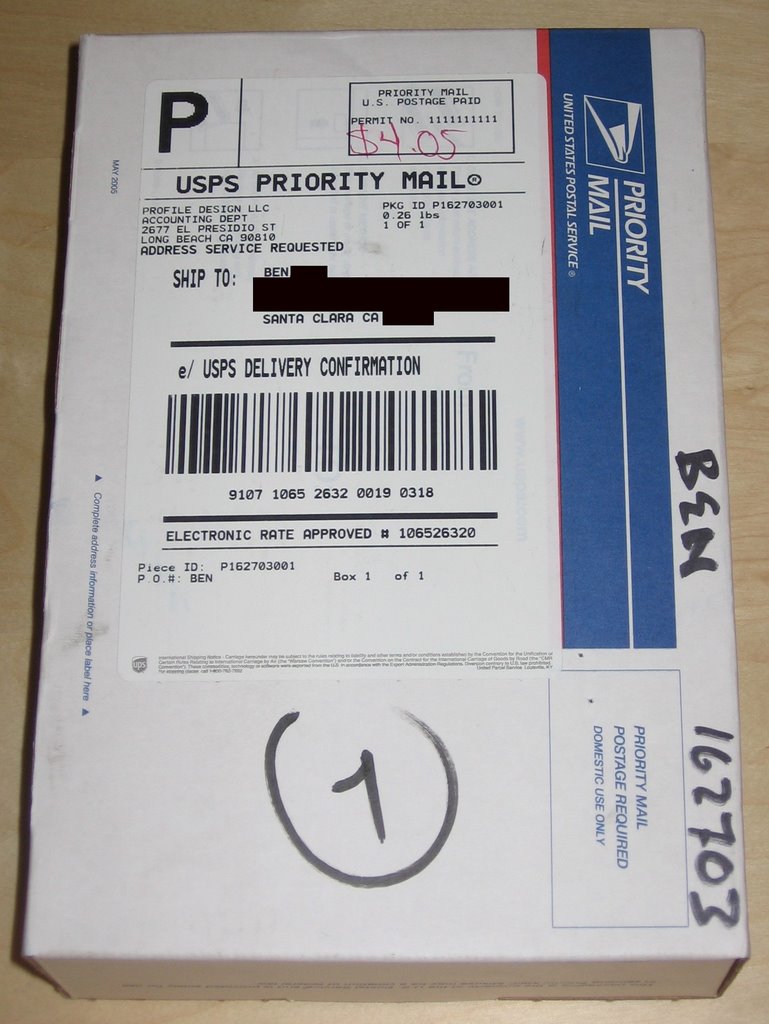 P
PRIORITY MAIL
U.S. POSTAGE PAID
PERMIT NO. 1111111111
$4.05
USPS PRIORITY MAIL®
PROFILE DESIGN LLC
ACCOUNTING DEPT
2677 EL PRESIDIO ST
LONG BEACH CA 90810
ADDRESS SERVICE REQUESTED
PKG ID P162703001
0.26 lbs
1 OF 1
SHIP TO:
BEN
SANTA CLARA CA
e/ USPS DELIVERY CONFIRMATION
9107 1065 2632 0019 0318
ELECTRONIC RATE APPROVED # 106526320
Piece ID: P162703001
P.O.#: BEN
Box 1 of 1
ups
MAY 2005
▲ Complete address information or place label here ▲
UNITED STATES POSTAL SERVICE®
PRIORITY
MAIL
BEN
162703
PRIORITY MAIL
POSTAGE REQUIRED
DOMESTIC USE ONLY
1